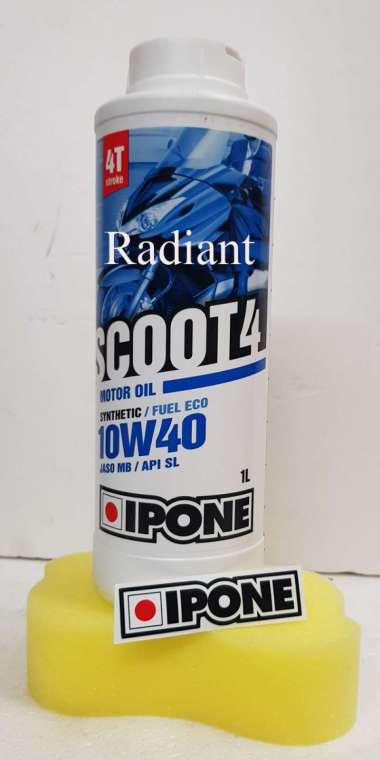 4T
stroke
Radiant
SCOOT4
MOTOR OIL
SYNTHETIC / FUEL ECO
10W40
JASO MB / API SL
1L
IPONE
IPONE